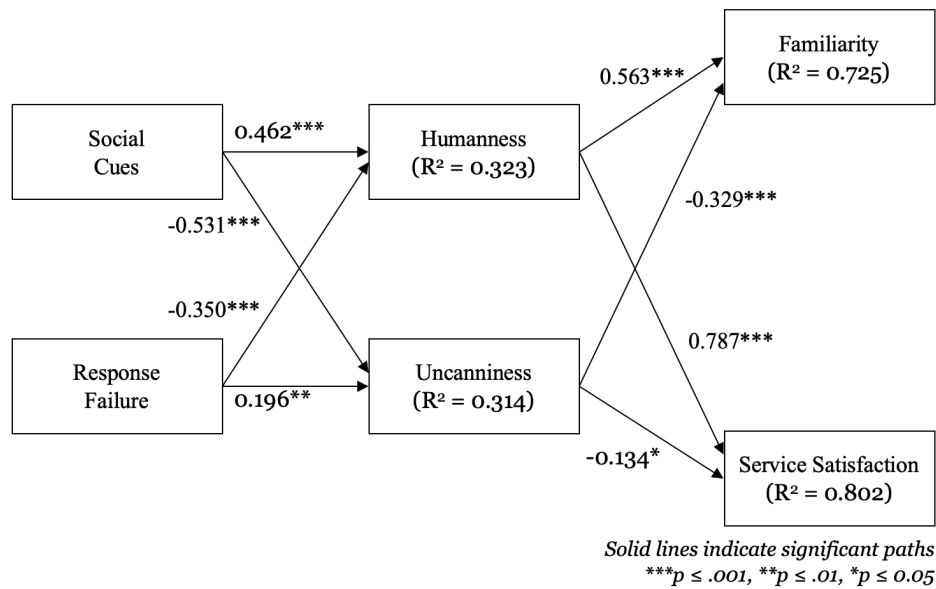 Familiarity
(R² = 0.725)
0.563***
Social
Cues
0.462***
Humanness
(R² = 0.323)
-0.531***
-0.329***
-0.350***
0.787***
Response
Failure
0.196**
Uncanniness
(R² = 0.314)
-0.134*
Service Satisfaction
(R² = 0.802)
Solid lines indicate significant paths
***p ≤ .001, **p ≤ .01, *p ≤ 0.05